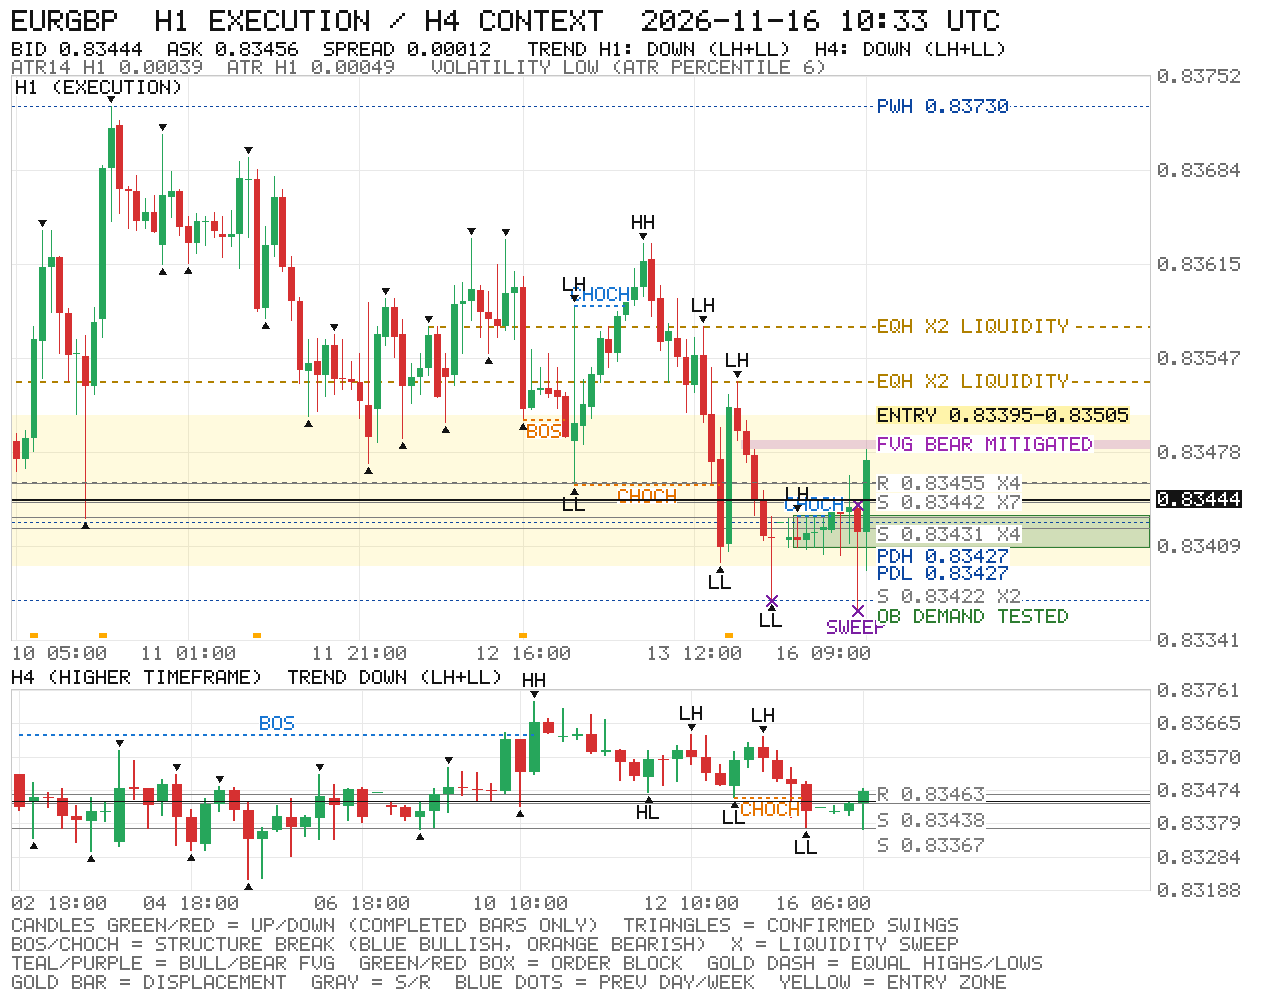 EURGBP  H1 EXECUTION / H4 CONTEXT  2026-11-16 10:33 UTC
BID 0.83444  ASK 0.83456  SPREAD 0.00012  TREND H1: DOWN (LH+LL)  H4: DOWN (LH+LL)
ATR14 H1 0.00039  ATR H1 0.00049  VOLATILITY LOW (ATR PERCENTILE 6)
H1 (EXECUTION)
0.83752
PWH 0.83730
0.83684
HH
0.83615
LH
CHOCH
LH
EQH X2 LIQUIDITY
0.83547
LH
EQH X2 LIQUIDITY
ENTRY 0.83395-0.83505
BOS
FVG BEAR MITIGATED
0.83478
R 0.83455 X4
CHOCH
LH
0.83444
LL
CHOCH
S 0.83442 X7
S 0.83431 X4
0.83409
PDH 0.83427
PDL 0.83427
LL
S 0.83422 X2
LL
OB DEMAND TESTED
SWEEP
0.83341
10 05:00  11 01:00  11 21:00  12 16:00  13 12:00  16 09:00
H4 (HIGHER TIMEFRAME)  TREND DOWN (LH+LL)
HH
0.83761
BOS
LH
LH
0.83665
0.83570
0.83474
R 0.83463
HL
LL
CHOCH
S 0.83438
0.83379
LL
S 0.83367
0.83284
0.83188
02 18:00  04 18:00  06 18:00  10 10:00  12 10:00  16 06:00
CANDLES GREEN/RED = UP/DOWN (COMPLETED BARS ONLY)  TRIANGLES = CONFIRMED SWINGS
BOS/CHOCH = STRUCTURE BREAK (BLUE BULLISH, ORANGE BEARISH)  X = LIQUIDITY SWEEP
TEAL/PURPLE = BULL/BEAR FVG  GREEN/RED BOX = ORDER BLOCK  GOLD DASH = EQUAL HIGHS/LOWS
GOLD BAR = DISPLACEMENT  GRAY = S/R  BLUE DOTS = PREV DAY/WEEK  YELLOW = ENTRY ZONE